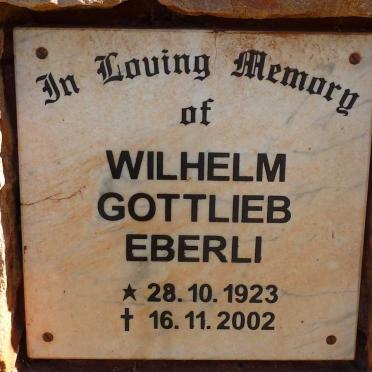 In Loving Memory
of
WILHELM
GOTTLIEB
EBERLI
★ 28.10.1923
† 16.11.2002